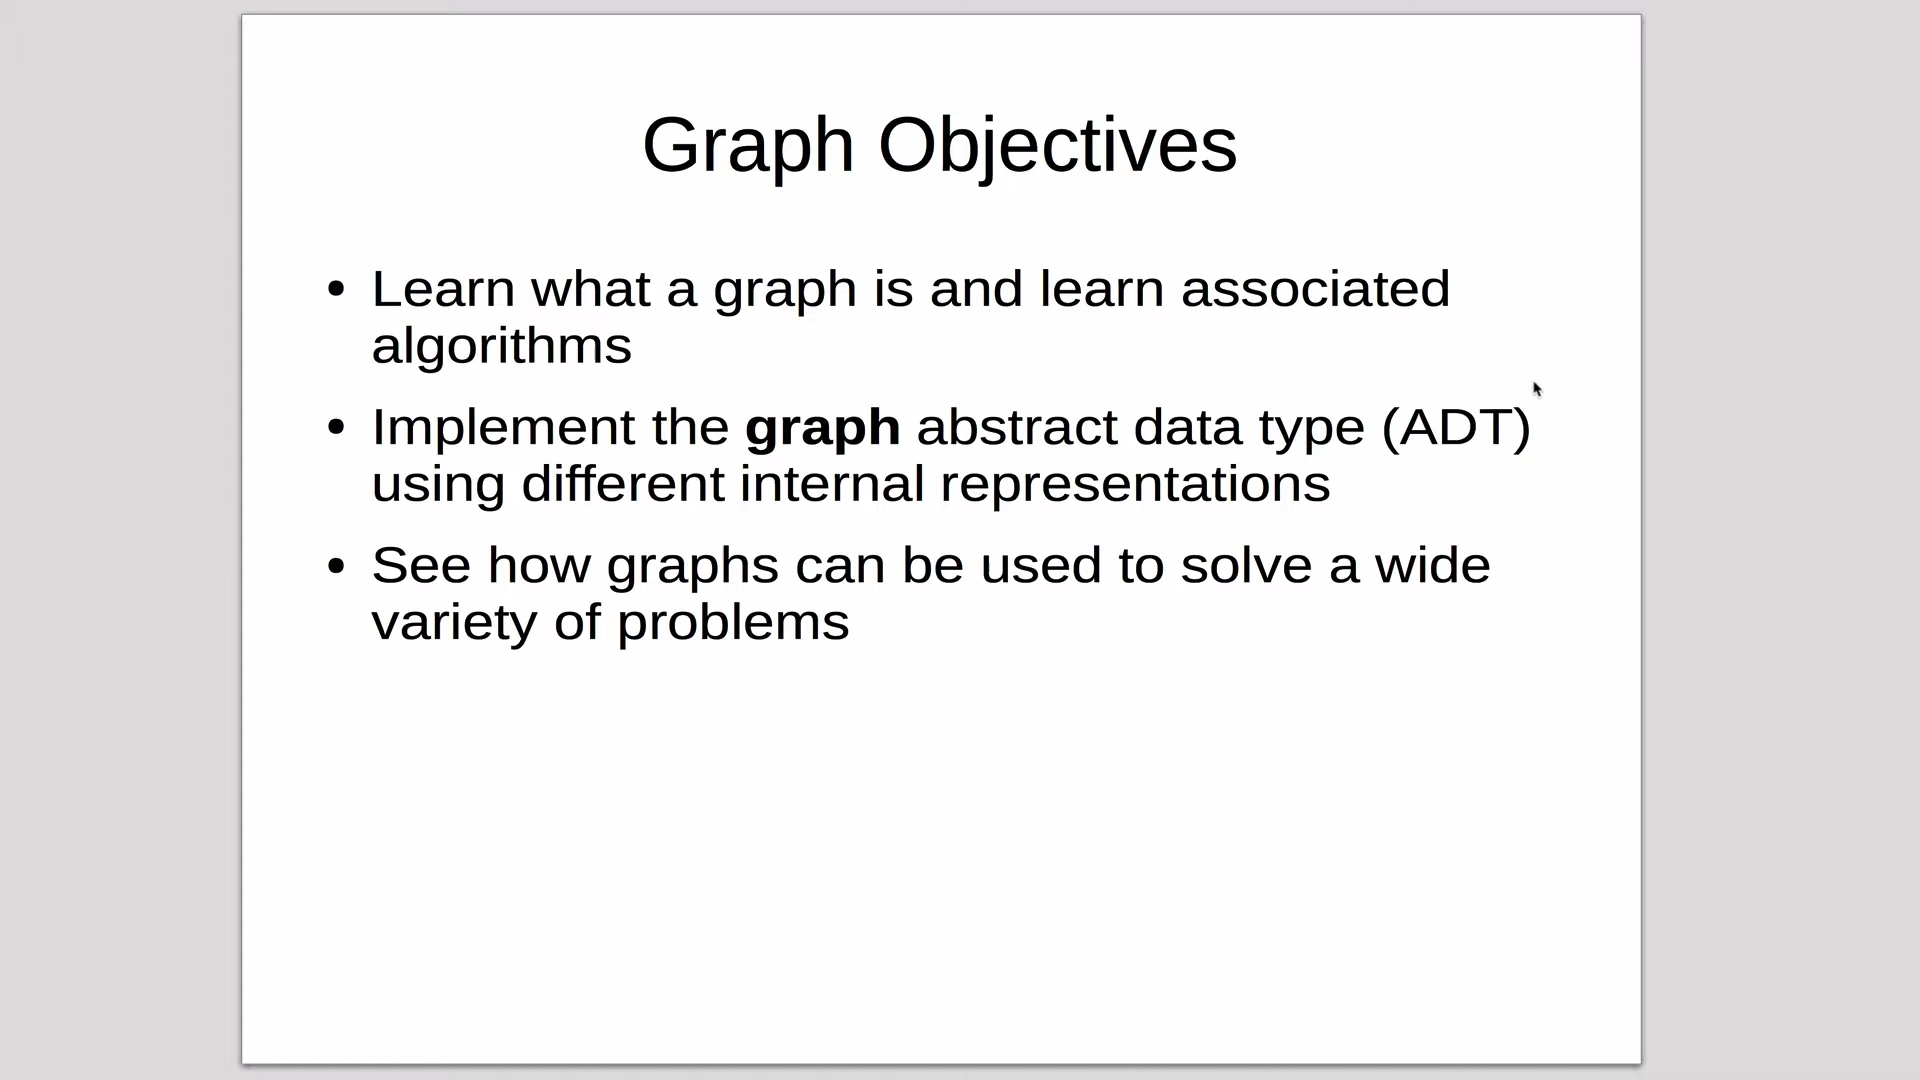 Graph Objectives
• Learn what a graph is and learn associated
algorithms
• Implement the graph abstract data type (ADT)
using different internal representations
• See how graphs can be used to solve a wide
variety of problems